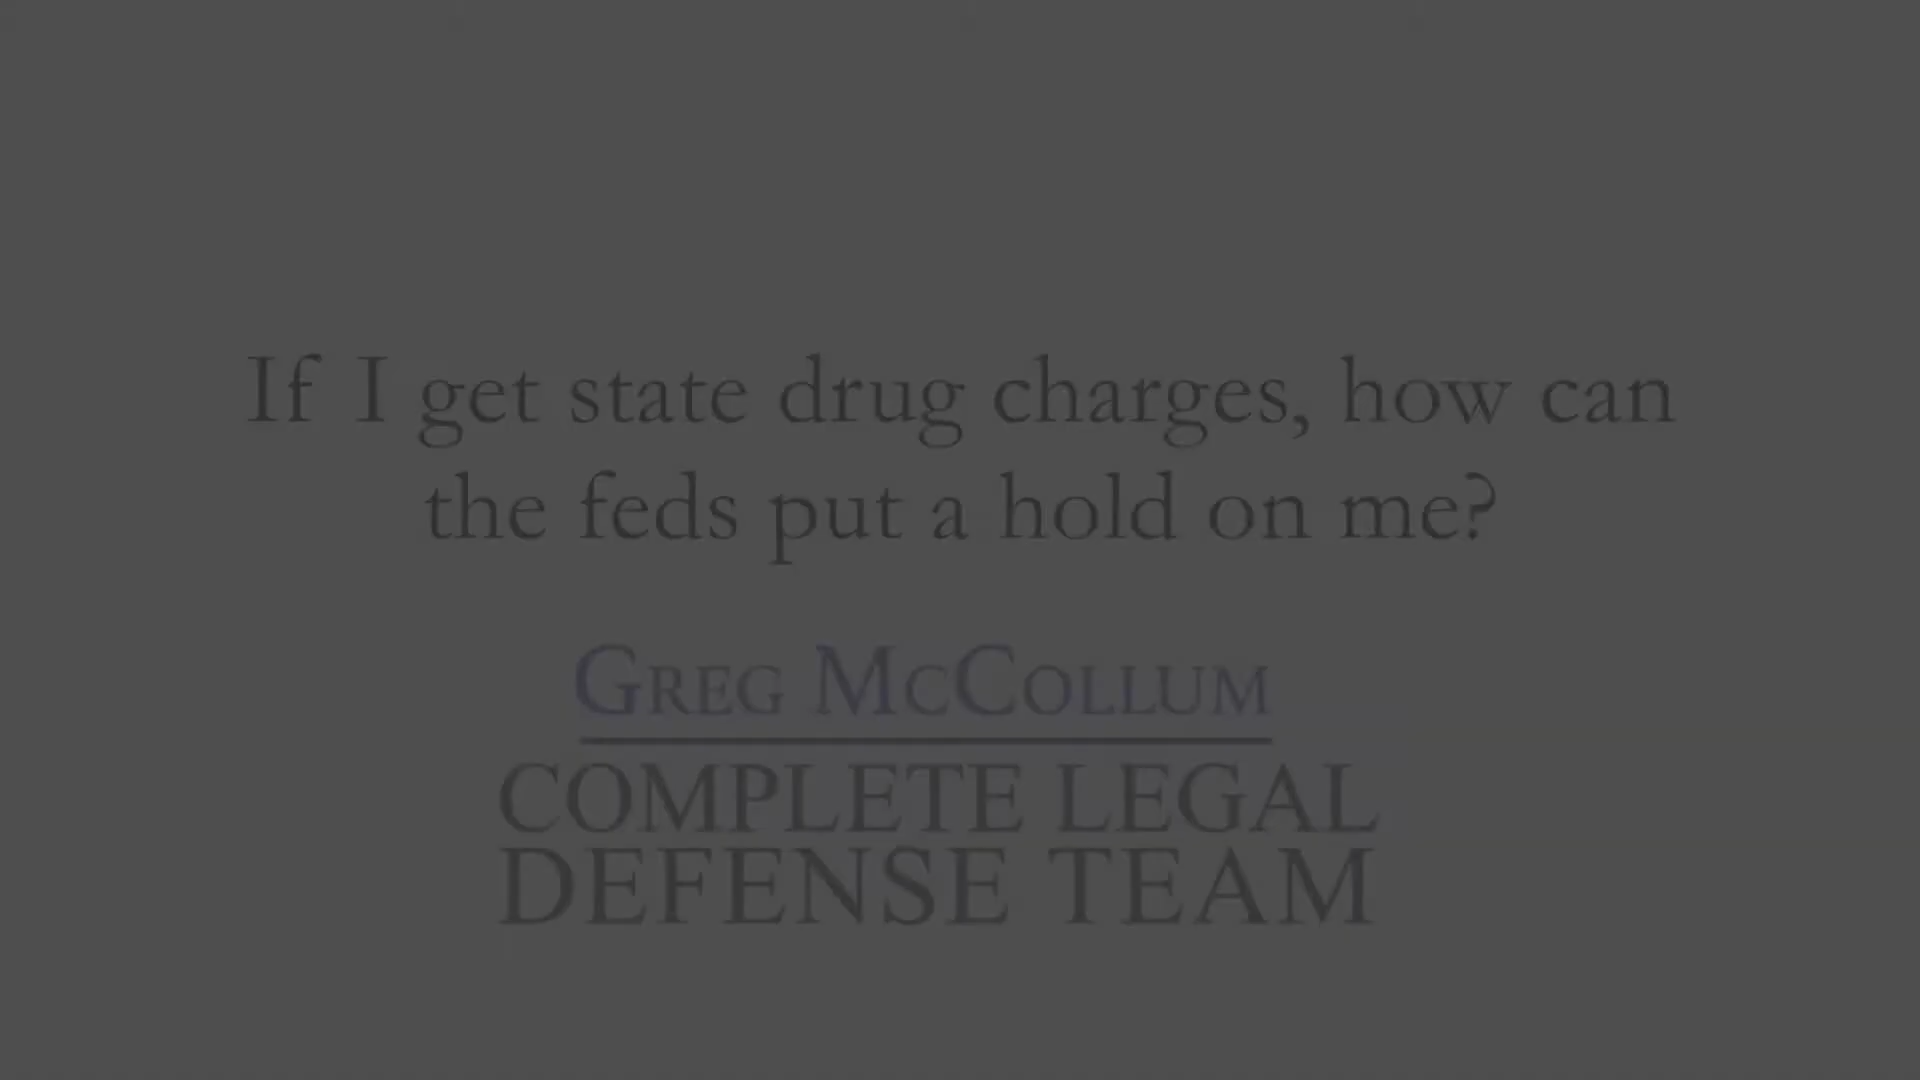 If I get state drug charges, how can
the feds put a hold on me?
GREG MCCOLLUM
COMPLETE LEGAL
DEFENSE TEAM